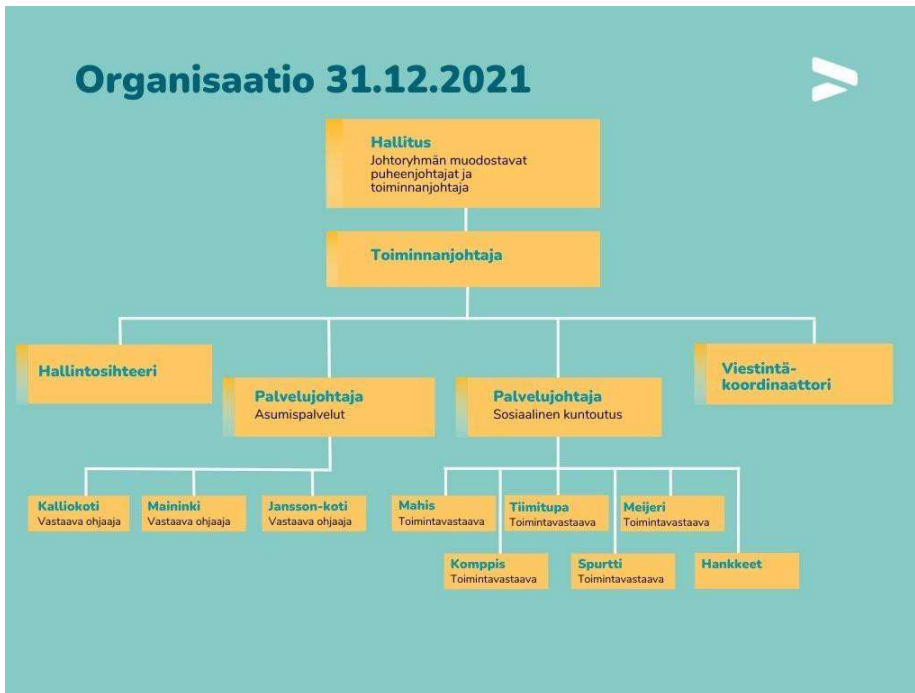 Organisaatio 31.12.2021
Hallitus
Johtoryhmän muodostavat
puheenjohtajat ja
toiminnanjohtaja
Toiminnanjohtaja
Hallintosihteeri
Palvelujohtaja
Asumispalvelut
Palvelujohtaja
Sosiaalinen kuntoutus
Viestintä-
koordinaattori
Kalliokoti
Vastaava ohjaaja
Maininki
Vastaava ohjaaja
Jansson-koti
Vastaava ohjaaja
Mahis
Toimintavastaava
Tiimitupa
Toimintavastaava
Meijeri
Toimintavastaava
Komppis
Toimintavastaava
Spurtti
Toimintavastaava
Hankkeet